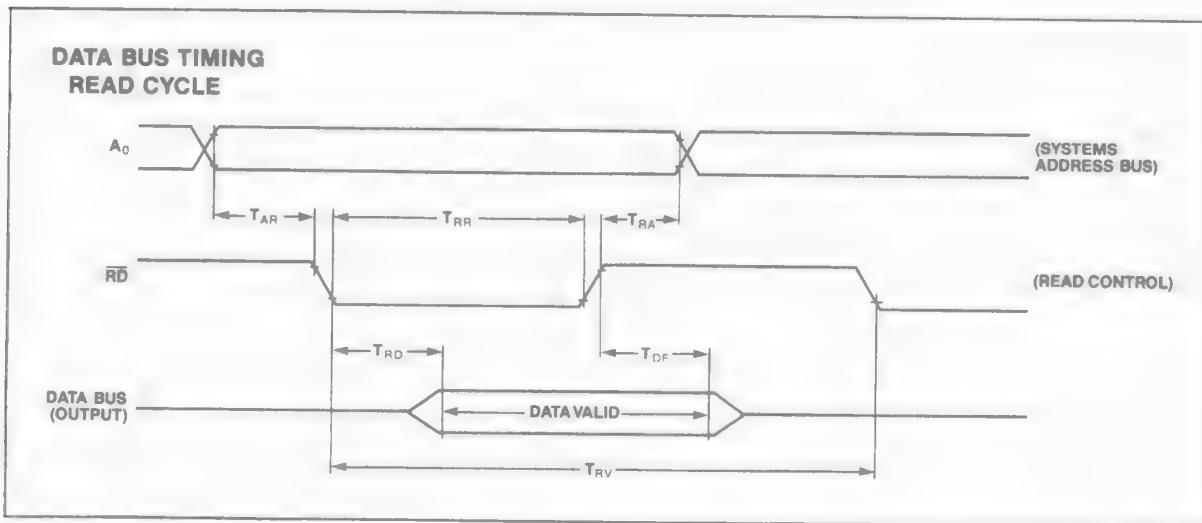 DATA BUS TIMING
READ CYCLE
A0
(SYSTEMS
ADDRESS BUS)
TAR
TRR
TRA
RD
(READ CONTROL)
TRD
TDF
DATA BUS
(OUTPUT)
DATA VALID
TRV